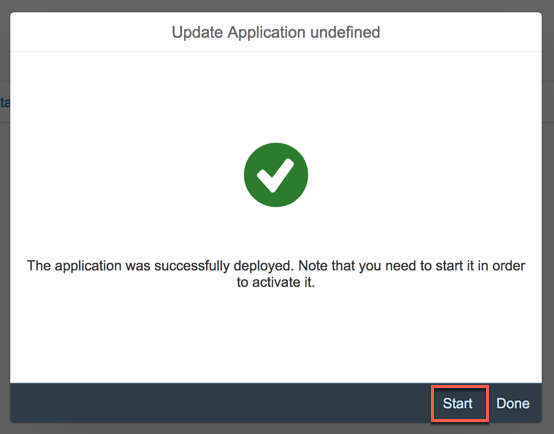 Update Application undefined
ta
The application was successfully deployed. Note that you need to start it in order
to activate it.
Start Done